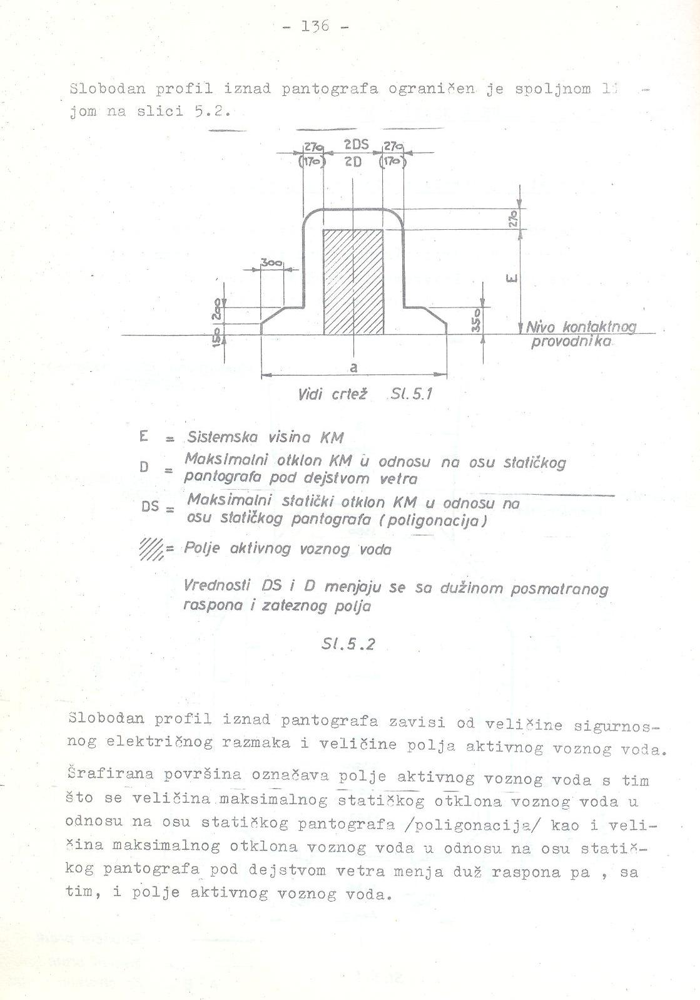 - 136 -
Slobodan profil iznad pantografa ograničen je spoljnom
jom na slici 5.2.
270 2DS 270
(170) 2D (170)
270
300
E
200
350
150
Nivo kontaktnog
provodnika
a
Vidi crtež Sl.5.1
E = Sistemska visina KM
D = Maksimalni otklon KM u odnosu na osu statičkog
pantografa pod dejstvom vetra
DS = Maksimalni statički otklon KM u odnosu na
osu statičkog pantografa (poligonacija)
= Polje aktivnog voznog voda
Vrednosti DS i D menjaju se sa dužinom posmatranog
raspona i zateznog polja
Sl.5.2
Slobodan profil iznad pantografa zavisi od veličine sigurnos-
nog električnog razmaka i veličine polja aktivnog voznog voda.
Šrafirana površina označava polje aktivnog voznog voda s tim
što se veličina maksimalnog statičkog otklona voznog voda u
odnosu na osu statičkog pantografa /poligonacija/ kao i veli-
čina maksimalnog otklona voznog voda u odnosu na osu statič-
kog pantografa pod dejstvom vetra menja duž raspona pa , sa
tim, i polje aktivnog voznog voda.